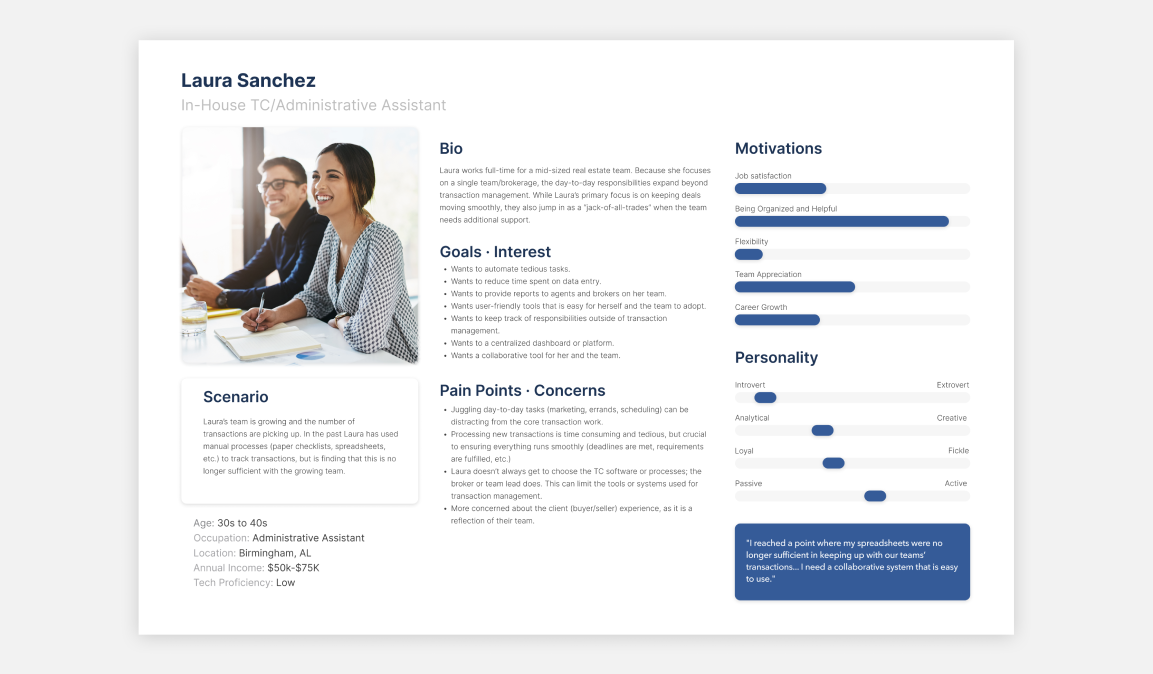 Laura Sanchez
In-House TC/Administrative Assistant
Scenario
Laura's team is growing and the number of
transactions are picking up. In the past Laura has used
manual processes (paper checklists, spreadsheets,
etc.) to track transactions, but is finding that this is no
longer sufficient with the growing team.
Age: 30s to 40s
Occupation: Administrative Assistant
Location: Birmingham, AL
Annual Income: $50k-$75K
Tech Proficiency: Low
Bio
Laura works full-time for a mid-sized real estate team. Because she focuses
on a single team/brokerage, the day-to-day responsibilities expand beyond
transaction management. While Laura's primary focus is on keeping deals
moving smoothly, they also jump in as a "jack-of-all-trades" when the team
needs additional support.
Goals · Interest
• Wants to automate tedious tasks.
• Wants to reduce time spent on data entry.
• Wants to provide reports to agents and brokers on her team.
• Wants user-friendly tools that is easy for herself and the team to adopt.
• Wants to keep track of responsibilities outside of transaction
management.
• Wants to a centralized dashboard or platform.
• Wants a collaborative tool for her and the team.
Pain Points · Concerns
• Juggling day-to-day tasks (marketing, errands, scheduling) can be
distracting from the core transaction work.
• Processing new transactions is time consuming and tedious, but crucial
to ensuring everything runs smoothly (deadlines are met, requirements
are fulfilled, etc.)
• Laura doesn't always get to choose the TC software or processes; the
broker or team lead does. This can limit the tools or systems used for
transaction management.
• More concerned about the client (buyer/seller) experience, as it is a
reflection of their team.
Motivations
Job satisfaction
Being Organized and Helpful
Flexibility
Team Appreciation
Career Growth
Personality
Introvert Extrovert
Analytical Creative
Loyal Fickle
Passive Active
"I reached a point where my spreadsheets were no
longer sufficient in keeping up with our teams'
transactions... I need a collaborative system that is easy
to use."